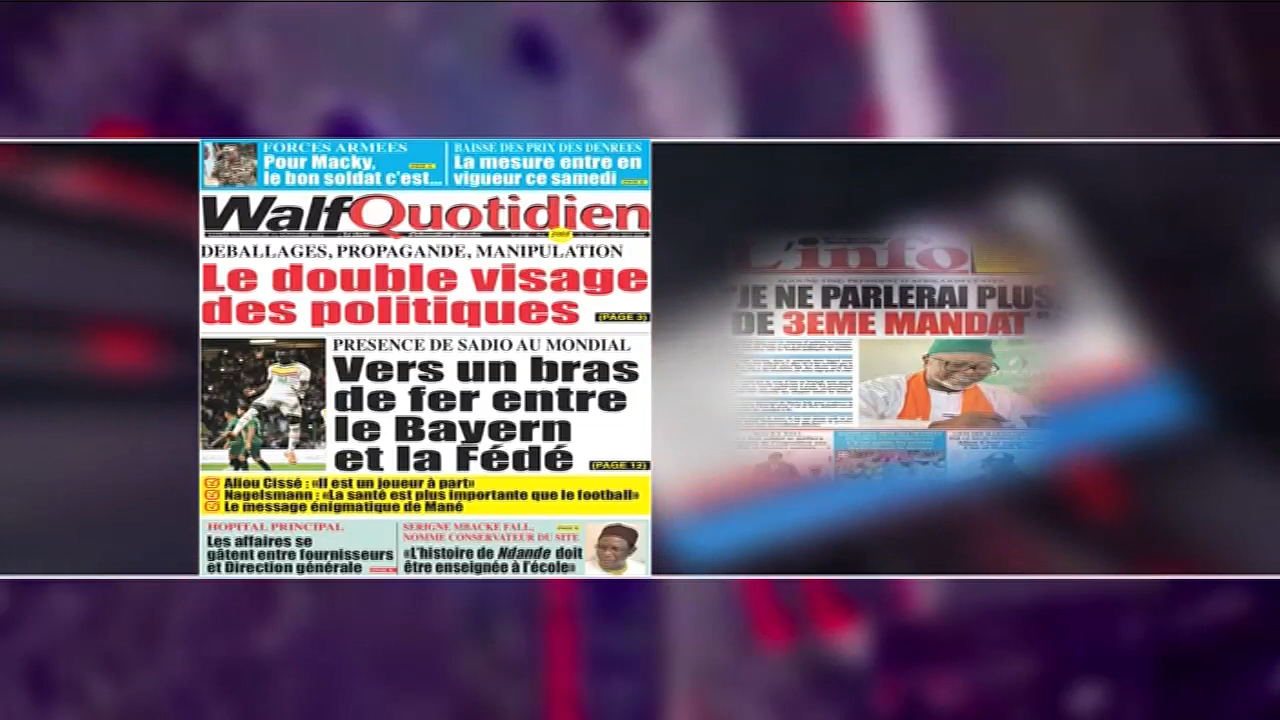 FORCES ARMEES
Pour Macky,
le bon soldat c'est...
BAISSE DES PRIX DES DENREES
La mesure entre en
vigueur ce samedi
WalfQuotidien
DEBALLAGES, PROPAGANDE, MANIPULATION
Le double visage
des politiques
(PAGE 3)
PRESENCE DE SADIO AU MONDIAL
Vers un bras
de fer entre
le Bayern
et la Fédé
(PAGE 12)
Aliou Cissé : «Il est un joueur à part»
Nagelsmann : «La santé est plus importante que le football»
Le message énigmatique de Mané
HOPITAL PRINCIPAL
Les affaires se
gâtent entre fournisseurs
et Direction générale
SERIGNE MBACKE FALL,
NOMME CONSERVATEUR DU SITE
«L'histoire de Ndande doit
être enseignée à l'école»
L'info
"JE NE PARLERAI PLUS
DE 3EME MANDAT"